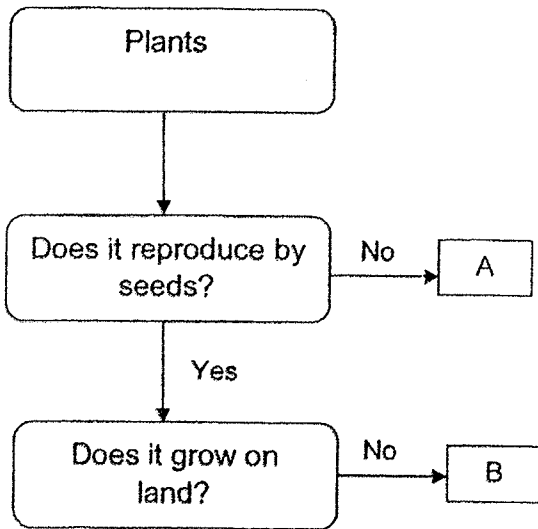 Plants
Does it reproduce by
seeds?
No
A
Yes
Does it grow on
land?
No
B